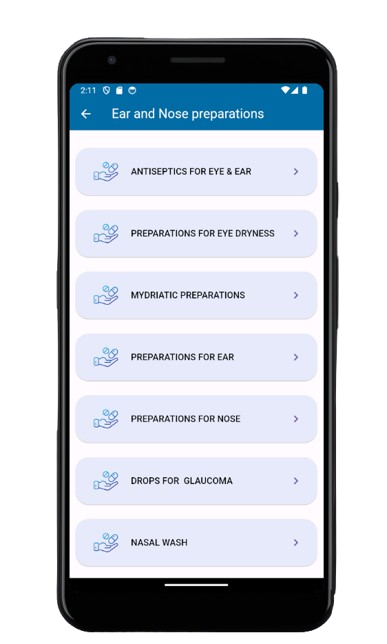 2:11
Ear and Nose preparations
ANTISEPTICS FOR EYE & EAR
PREPARATIONS FOR EYE DRYNESS
MYDRIATIC PREPARATIONS
PREPARATIONS FOR EAR
PREPARATIONS FOR NOSE
DROPS FOR  GLAUCOMA
NASAL WASH